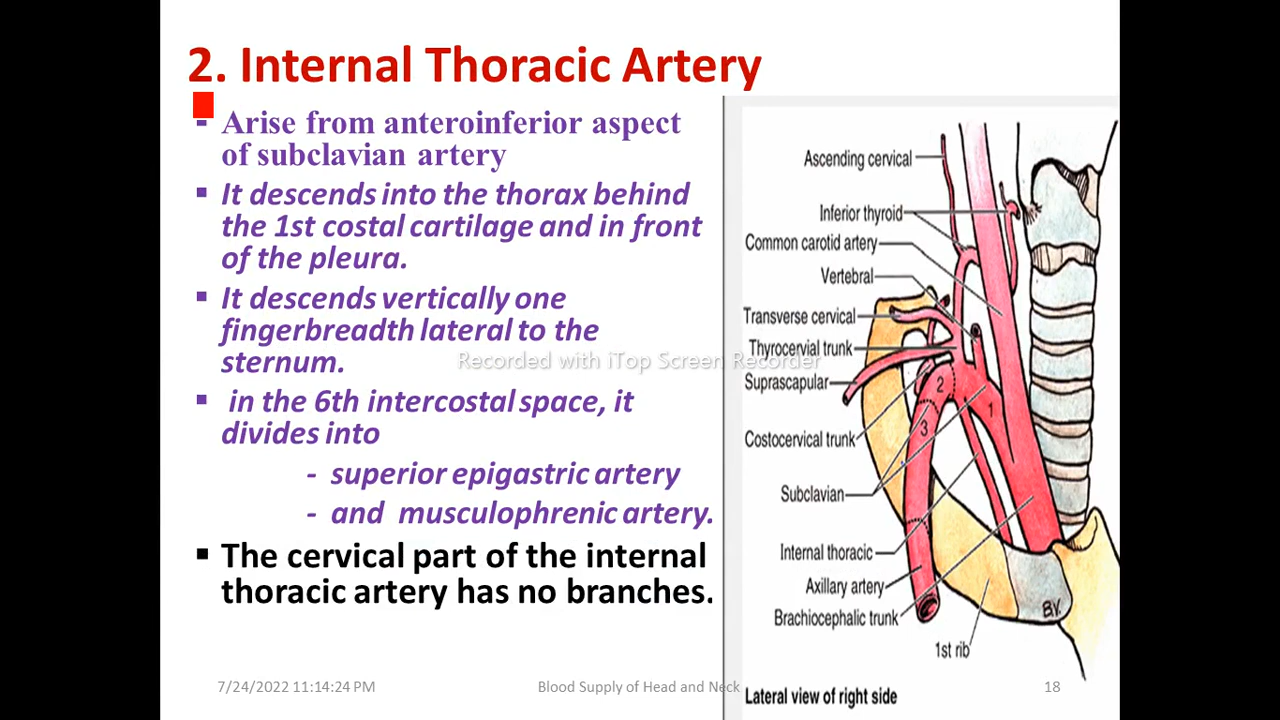 2. Internal Thoracic Artery
- Arise from anteroinferior aspect
of subclavian artery
▪ It descends into the thorax behind
the 1st costal cartilage and in front
of the pleura.
▪ It descends vertically one
fingerbreadth lateral to the
sternum.
▪ in the 6th intercostal space, it
divides into
- superior epigastric artery
- and musculophrenic artery.
▪ The cervical part of the internal
thoracic artery has no branches.
Recorded with iTop Screen Recorder
Ascending cervical
Inferior thyroid
Common carotid artery
Vertebral
Transverse cervical
Thyrocervial trunk
Suprascapular
Costocervical trunk
Subclavian
Internal thoracic
Axillary artery
Brachiocephalic trunk
1st rib
2
1
3
B.V.
Lateral view of right side
7/24/2022 11:14:24 PM
Blood Supply of Head and Neck
18